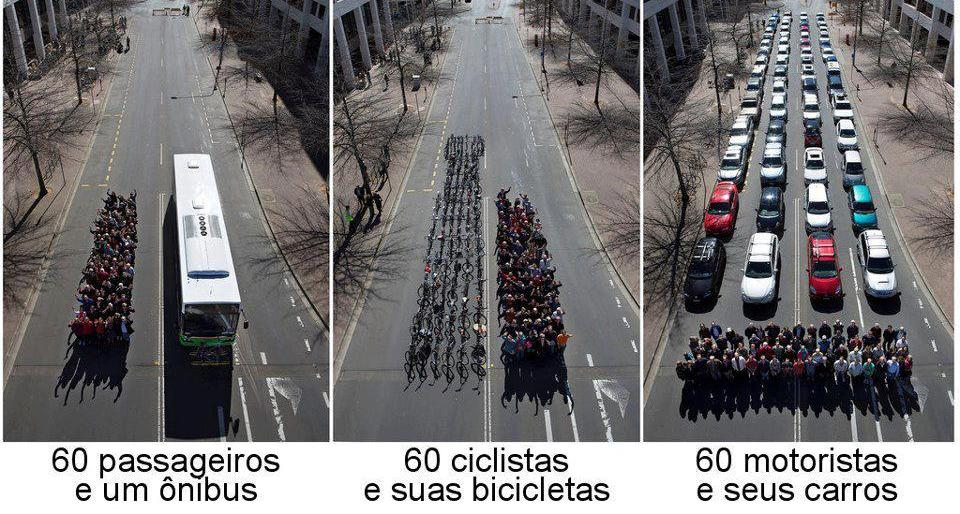 60 passageiros
e um ônibus
60 ciclistas
e suas bicicletas
60 motoristas
e seus carros